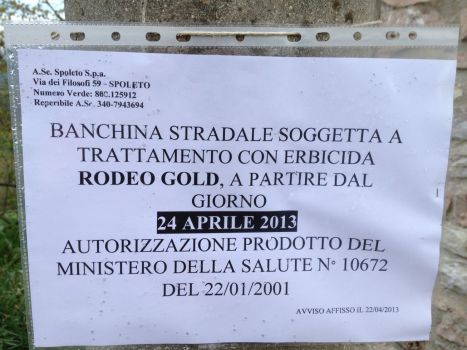 A.Se. Spoleto S.p.a.
Via dei Filosofi 59 - SPOLETO
Numero Verde: 800.125912
Reperibile A.Se. 340-7943694
BANCHINA STRADALE SOGGETTA A
TRATTAMENTO CON ERBICIDA
RODEO GOLD, A PARTIRE DAL
GIORNO
24 APRILE 2013
AUTORIZZAZIONE PRODOTTO DEL
MINISTERO DELLA SALUTE N° 10672
DEL 22/01/2001
AVVISO AFFISSO IL 22/04/2013